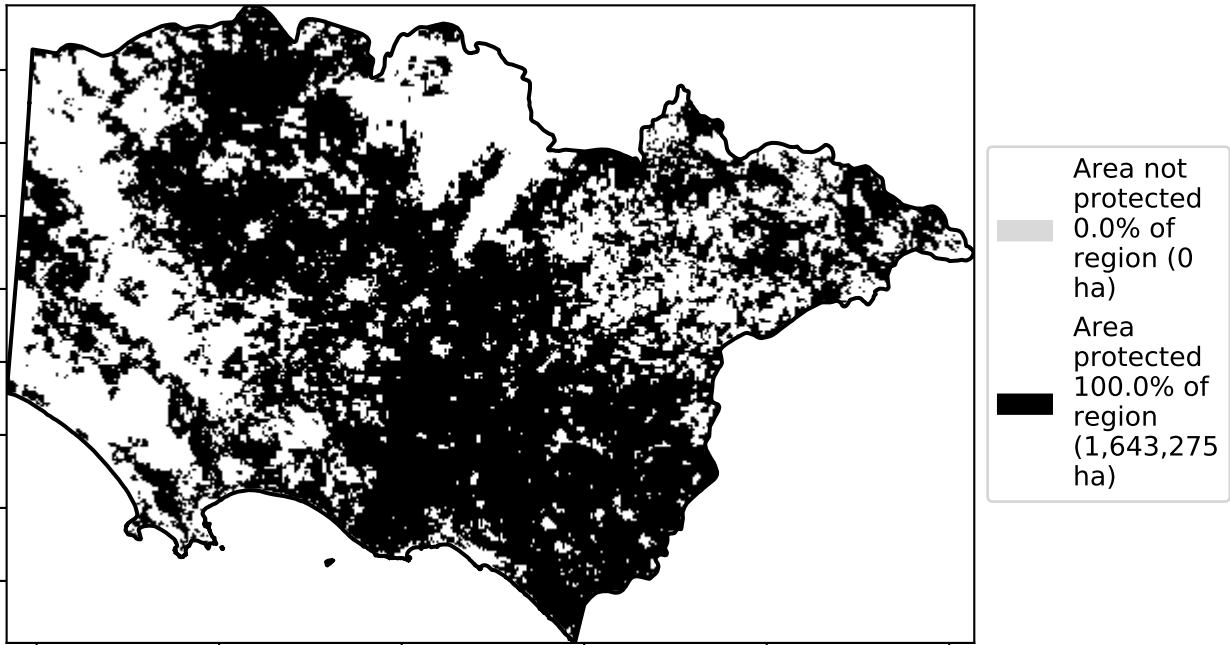 Area not
protected
0.0% of
region (0
ha)
Area
protected
100.0% of
region
(1,643,275
ha)